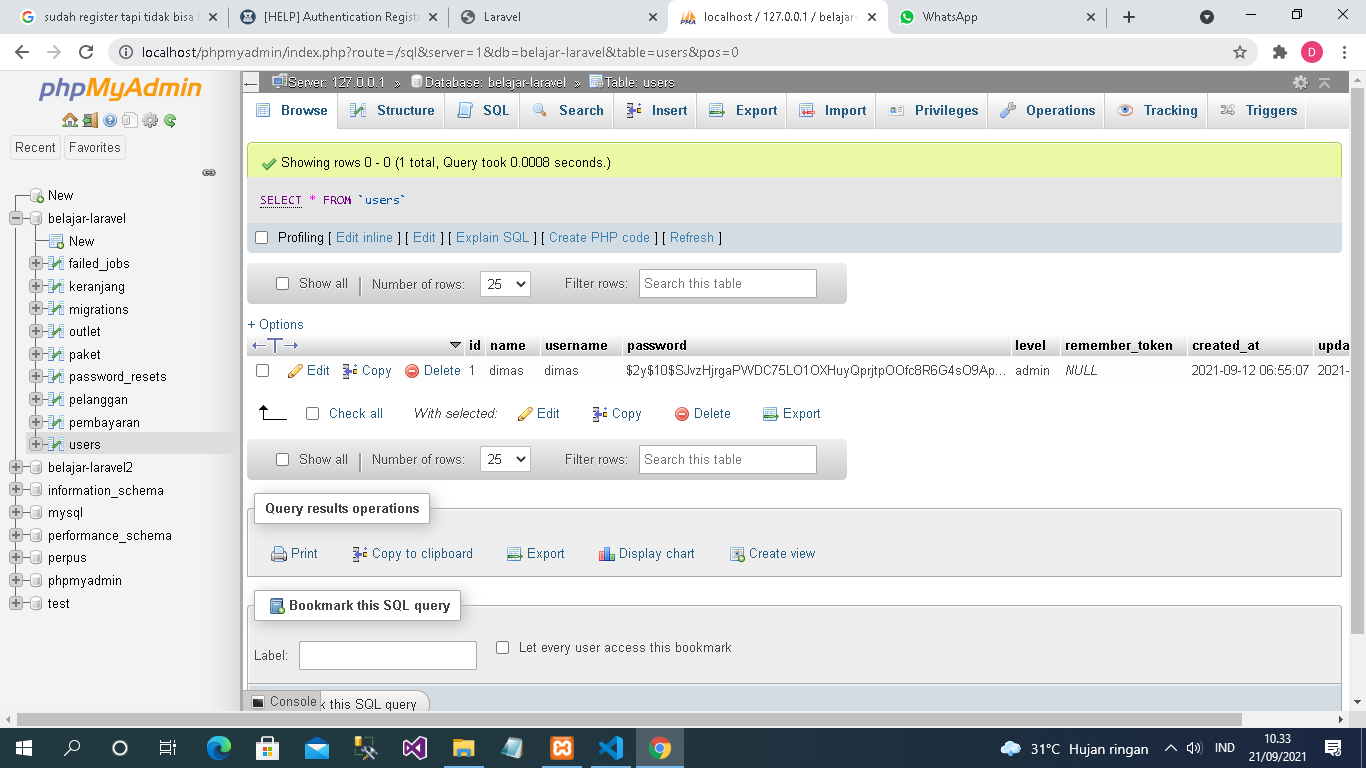 sudah register tapi tidak bisa
[HELP] Authentication Registe
Laravel
localhost / 127.0.0.1 / belajar-
WhatsApp
localhost/phpmyadmin/index.php?route=/sql&server=1&db=belajar-laravel&table=users&pos=0
D
phpMyAdmin
Recent
Favorites
New
belajar-laravel
New
failed_jobs
keranjang
migrations
outlet
paket
password_resets
pelanggan
pembayaran
users
belajar-laravel2
information_schema
mysql
performance_schema
perpus
phpmyadmin
test
Server: 127.0.0.1 » Database: belajar-laravel » Table: users
Browse Structure SQL Search Insert Export Import Privileges Operations Tracking Triggers
Showing rows 0 - 0 (1 total, Query took 0.0008 seconds.)
SELECT * FROM `users`
Profiling [ Edit inline ] [ Edit ] [ Explain SQL ] [ Create PHP code ] [ Refresh ]
Show all | Number of rows: 25 Filter rows: Search this table
+ Options
id name username password level remember_token created_at upda
Edit Copy Delete 1 dimas dimas $2y$10$SJvzHjrgaPWDC75LO1OXHuyQprjtpOOfc8R6G4sO9Ap... admin NULL 2021-09-12 06:55:07 2021-
Check all With selected: Edit Copy Delete Export
Show all | Number of rows: 25 Filter rows: Search this table
Query results operations
Print Copy to clipboard Export Display chart Create view
Bookmark this SQL query
Label: Let every user access this bookmark
Console
k this SQL query
31°C Hujan ringan
IND
10.33
21/09/2021